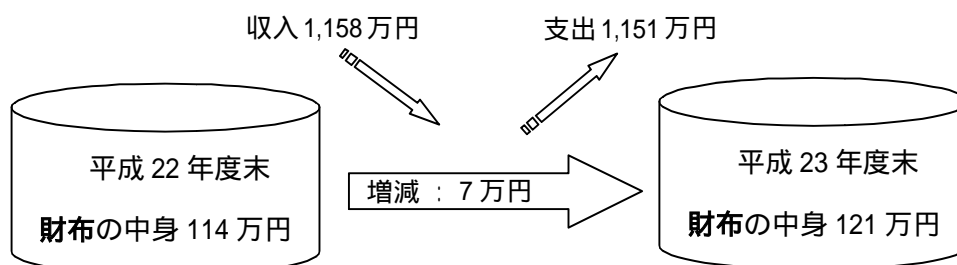 収入 1,158 万円
支出 1,151 万円
平成 22 年度末
財布の中身 114 万円
増減 : 7 万円
平成 23 年度末
財布の中身 121 万円